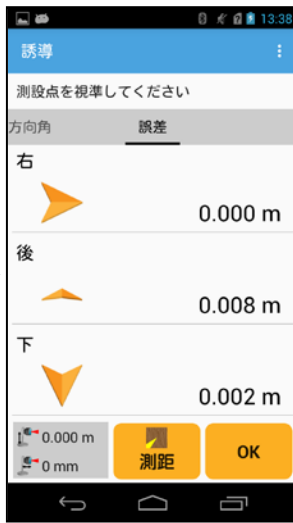 13:38
誘導
測設点を視準してください
方向角 誤差
右
0.000 m
後
0.008 m
下
0.002 m
0.000 m
0 mm
測距
OK